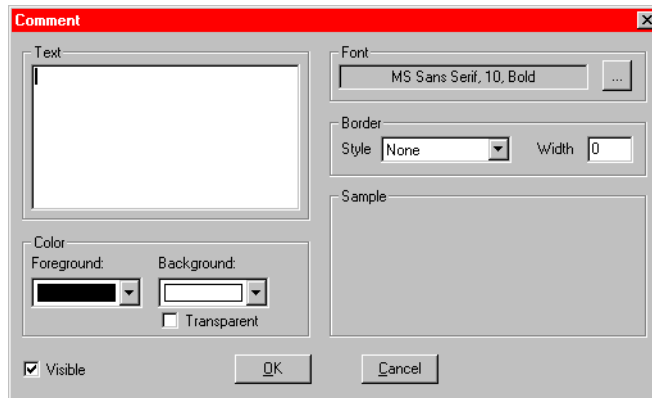 Comment
Text
Font
MS Sans Serif, 10, Bold
...
Border
Style None Width 0
Sample
Color
Foreground: Background:
Transparent
Visible OK Cancel